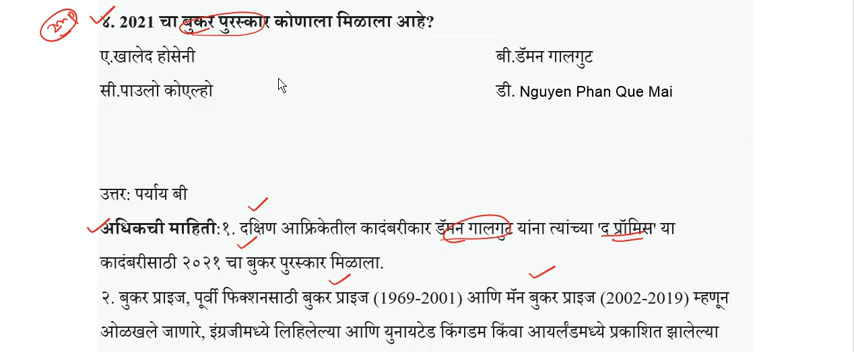 Imp
४. 2021 चा बुकर पुरस्कार कोणाला मिळाला आहे?
ए.खालेद होसेनी बी.डॅमन गालगुट
सी.पाउलो कोएल्हो डी. Nguyen Phan Que Mai
उत्तर: पर्याय बी
अधिकची माहिती:१. दक्षिण आफ्रिकेतील कादंबरीकार डॅमन गालगुट यांना त्यांच्या 'द प्रॉमिस' या
कादंबरीसाठी २०२१ चा बुकर पुरस्कार मिळाला.
२. बुकर प्राइज, पूर्वी फिक्शनसाठी बुकर प्राइज (1969-2001) आणि मॅन बुकर प्राइज (2002-2019) म्हणून
ओळखले जाणारे, इंग्रजीमध्ये लिहिलेल्या आणि युनायटेड किंगडम किंवा आयर्लंडमध्ये प्रकाशित झालेल्या